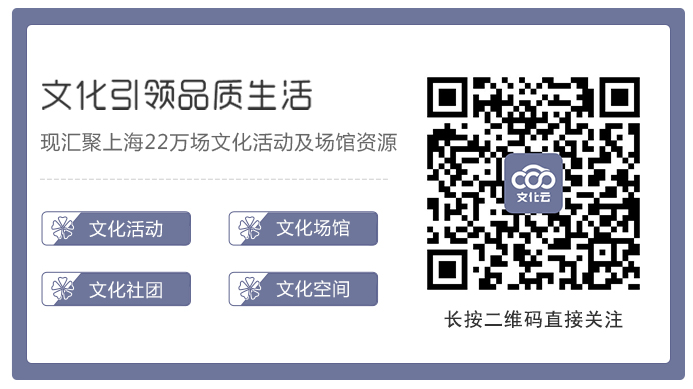 文化引领品质生活
现汇聚上海22万场文化活动及场馆资源
文化活动
文化场馆
文化社团
文化空间
文化云
长按二维码直接关注